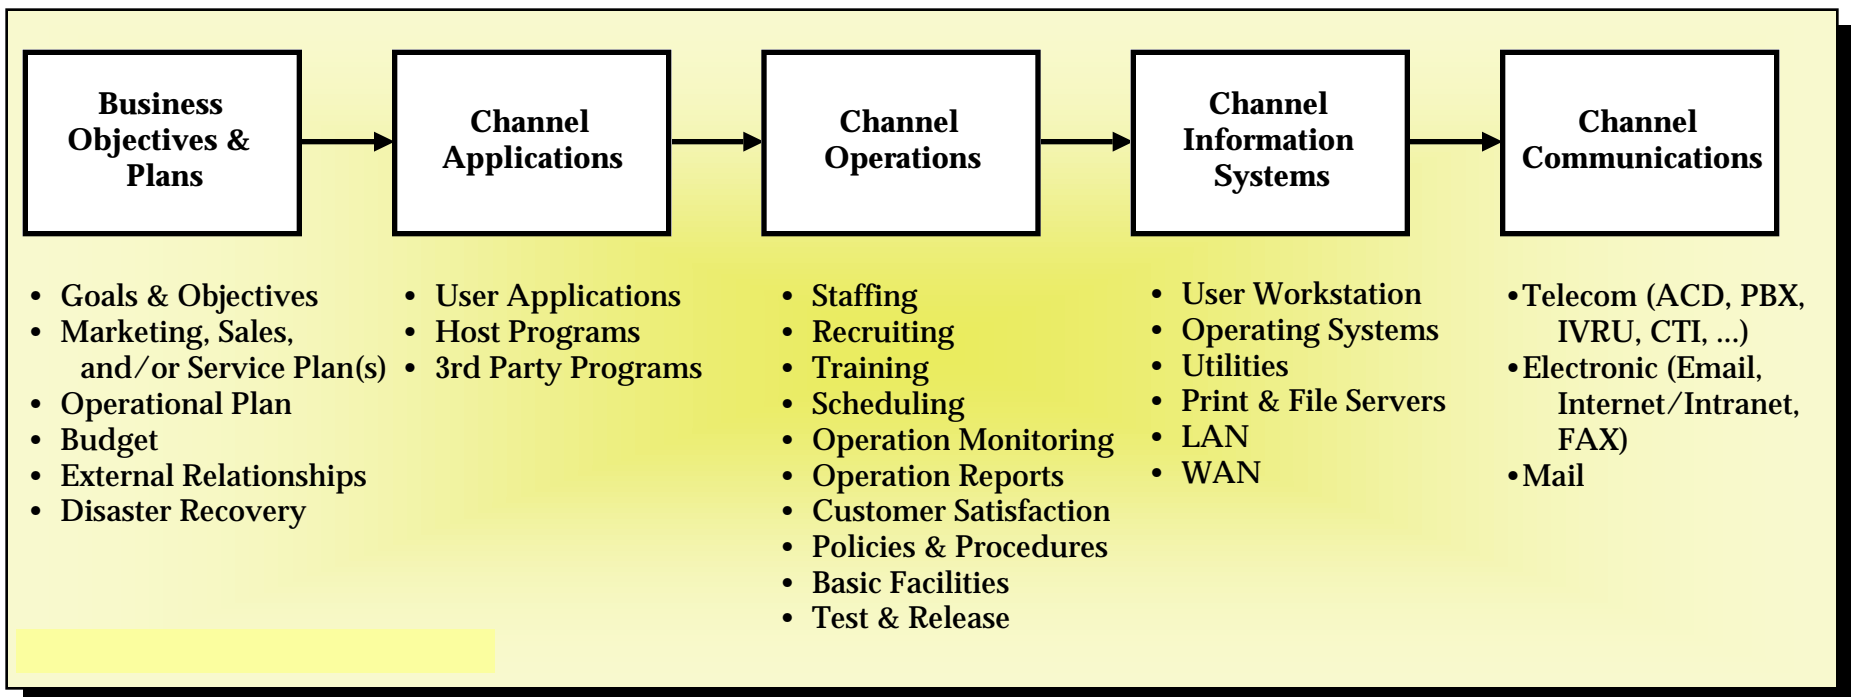 Business
Objectives &
Plans
Channel
Applications
Channel
Operations
Channel
Information
Systems
Channel
Communications
• Goals & Objectives
• Marketing, Sales,
and/or Service Plan(s)
• Operational Plan
• Budget
• External Relationships
• Disaster Recovery
• User Applications
• Host Programs
• 3rd Party Programs
• Staffing
• Recruiting
• Training
• Scheduling
• Operation Monitoring
• Operation Reports
• Customer Satisfaction
• Policies & Procedures
• Basic Facilities
• Test & Release
• User Workstation
• Operating Systems
• Utilities
• Print & File Servers
• LAN
• WAN
• Telecom (ACD, PBX,
IVRU, CTI, ...)
• Electronic (Email,
Internet/Intranet,
FAX)
• Mail